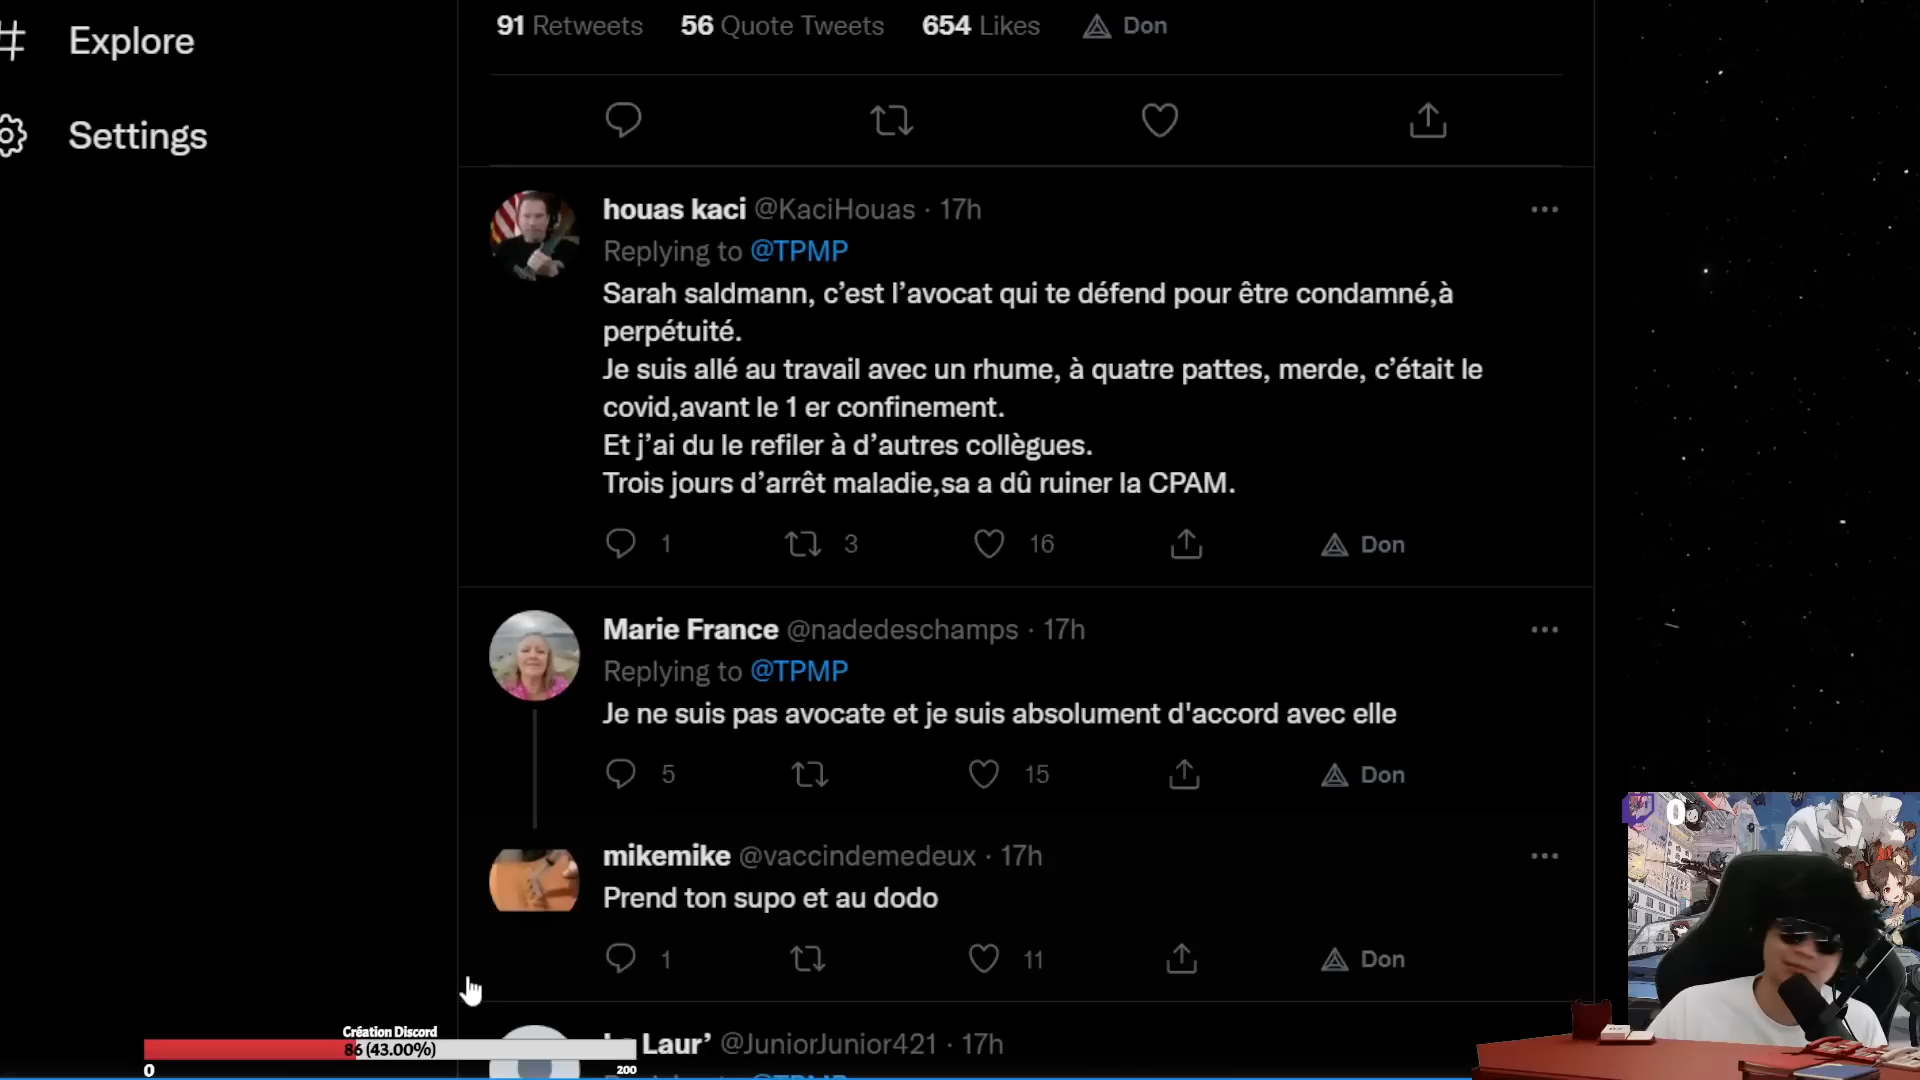 Explore
Settings
91 Retweets 56 Quote Tweets 654 Likes Don
houas kaci @KaciHouas · 17h
Replying to @TPMP
Sarah saldmann, c’est l’avocat qui te défend pour être condamné,à
perpétuité.
Je suis allé au travail avec un rhume, à quatre pattes, merde, c’était le
covid,avant le 1 er confinement.
Et j’ai du le refiler à d’autres collègues.
Trois jours d’arrêt maladie,sa a dû ruiner la CPAM.
1 3 16 Don
Marie France @nadedeschamps · 17h
Replying to @TPMP
Je ne suis pas avocate et je suis absolument d'accord avec elle
5 15 Don
0
mikemike @vaccindemedeux · 17h
Prend ton supo et au dodo
1 11 Don
Création Discord
86 (43.00%)
0 200
Laur’ @JuniorJunior421 · 17h
@TPMP